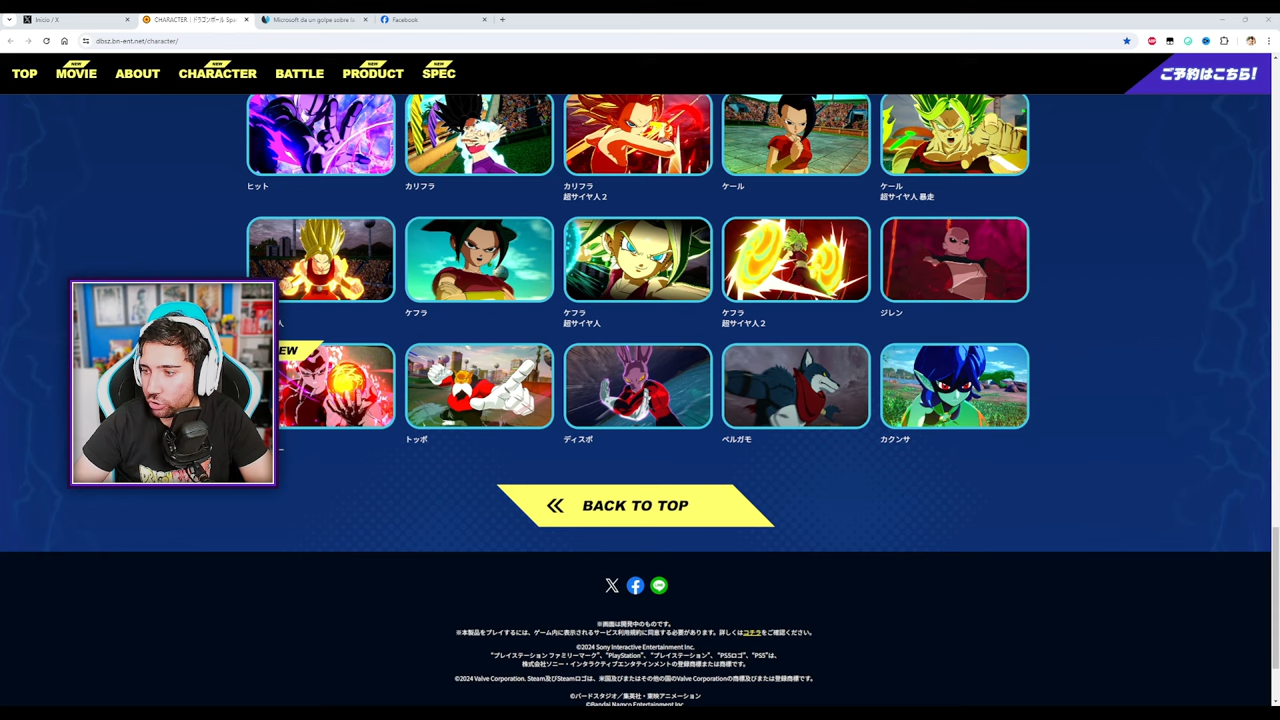 Inicio / X
CHARACTER : ドラゴンボール Spa
Microsoft da un golpe sobre la
Facebook
dbsz.bn-ent.net/character/
TOP
NEW
MOVIE
ABOUT
NEW
CHARACTER
BATTLE
NEW
PRODUCT
NEW
SPEC
ご予約はこちら!
ヒット
カリフラ
カリフラ
超サイヤ人2
ケール
ケール
超サイヤ人 暴走
人
ケフラ
ケフラ
超サイヤ人
ケフラ
超サイヤ人2
ジレン
EW
ー
トッポ
ディスポ
ベルガモ
カクンサ
BACK TO TOP
LINE
※画面は開発中のものです。
※本製品をプレイするには、ゲーム内に表示されるサービス利用規約に同意する必要があります。詳しくはコチラをご確認ください。
©2024 Sony Interactive Entertainment Inc.
"プレイステーション ファミリーマーク"、"PlayStation"、"プレイステーション"、"PS5ロゴ"、"PS5"は、
株式会社ソニー・インタラクティブエンタテインメントの登録商標または商標です。
©2024 Valve Corporation. Steam及びSteamロゴは、米国及びまたはその他の国のValve Corporationの商標及びまたは登録商標です。
©バードスタジオ/集英社・東映アニメーション
©Bandai Namco Entertainment Inc.